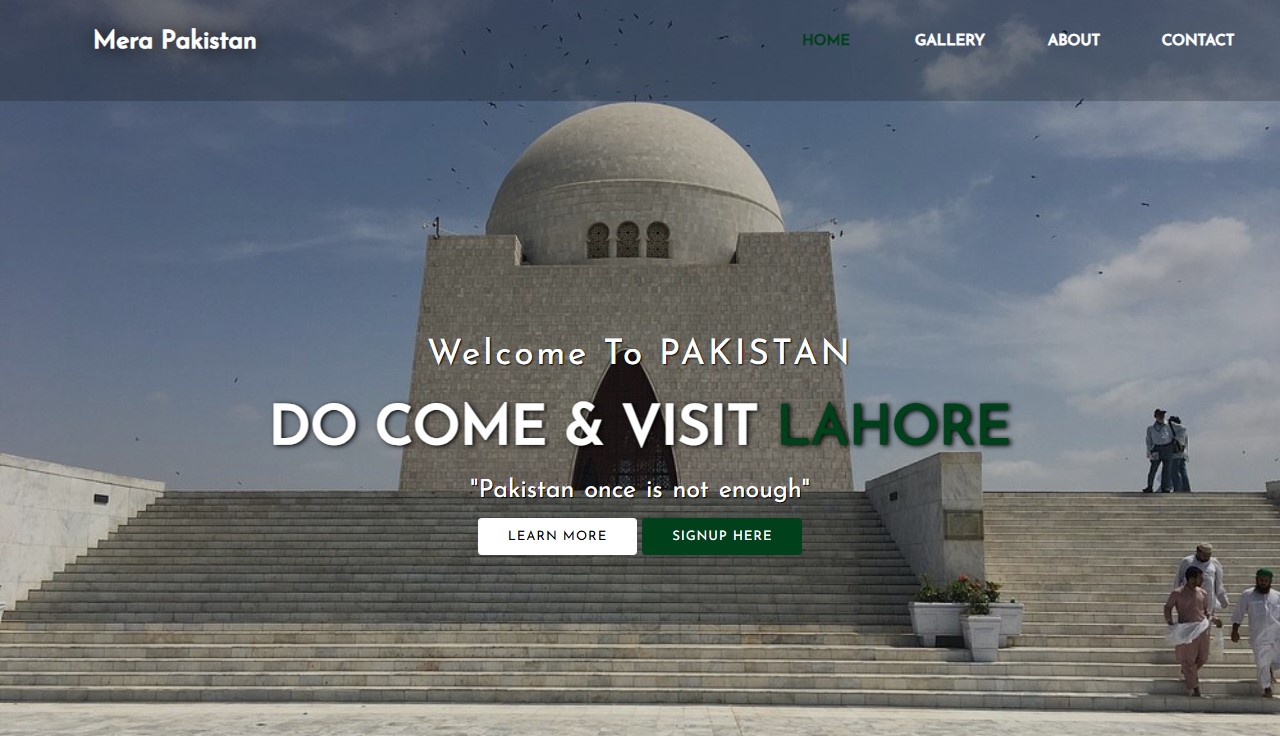 Mera Pakistan
HOME GALLERY ABOUT CONTACT
Welcome To PAKISTAN
DO COME & VISIT LAHORE
"Pakistan once is not enough"
LEARN MORE SIGNUP HERE